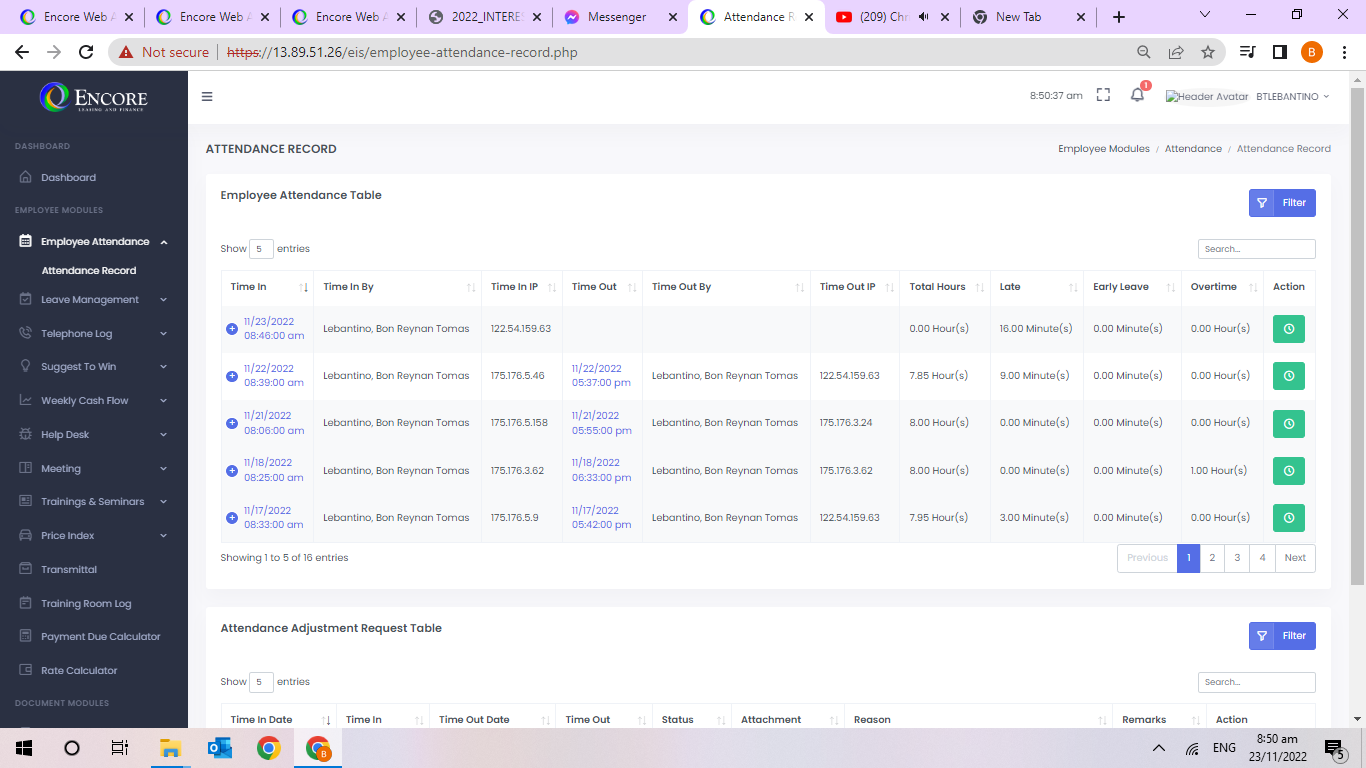 Encore Web A
Encore Web A
Encore Web A
2022_INTERES
Messenger
Attendance R
(209) Chr
New Tab
Not secure
https://13.89.51.26/eis/employee-attendance-record.php
B
ENCORE
LEASING AND FINANCE
8:50:37 am
1
Header Avatar
BTLEBANTINO
DASHBOARD
Dashboard
EMPLOYEE MODULES
Employee Attendance
Attendance Record
Leave Management
Telephone Log
Suggest To Win
Weekly Cash Flow
Help Desk
Meeting
Trainings & Seminars
Price Index
Transmittal
Training Room Log
Payment Due Calculator
Rate Calculator
DOCUMENT MODULES
ATTENDANCE RECORD
Employee Modules / Attendance / Attendance Record
Employee Attendance Table
Filter
Show 5 entries
Search...
Time In Time In By Time In IP Time Out Time Out By Time Out IP Total Hours Late Early Leave Overtime Action
11/23/2022
08:46:00 am Lebantino, Bon Reynan Tomas 122.54.159.63 0.00 Hour(s) 16.00 Minute(s) 0.00 Minute(s) 0.00 Hour(s)
11/22/2022 11/22/2022
08:39:00 am Lebantino, Bon Reynan Tomas 175.176.5.46 05:37:00 pm Lebantino, Bon Reynan Tomas 122.54.159.63 7.85 Hour(s) 9.00 Minute(s) 0.00 Minute(s) 0.00 Hour(s)
11/21/2022 11/21/2022
08:06:00 am Lebantino, Bon Reynan Tomas 175.176.5.158 05:55:00 pm Lebantino, Bon Reynan Tomas 175.176.3.24 8.00 Hour(s) 0.00 Minute(s) 0.00 Minute(s) 0.00 Hour(s)
11/18/2022 11/18/2022
08:25:00 am Lebantino, Bon Reynan Tomas 175.176.3.62 06:33:00 pm Lebantino, Bon Reynan Tomas 175.176.3.62 8.00 Hour(s) 0.00 Minute(s) 0.00 Minute(s) 1.00 Hour(s)
11/17/2022 11/17/2022
08:33:00 am Lebantino, Bon Reynan Tomas 175.176.5.9 05:42:00 pm Lebantino, Bon Reynan Tomas 122.54.159.63 7.95 Hour(s) 3.00 Minute(s) 0.00 Minute(s) 0.00 Hour(s)
Showing 1 to 5 of 16 entries
Previous 1 2 3 4 Next
Attendance Adjustment Request Table
Filter
Show 5 entries
Search...
Time In Date Time In Time Out Date Time Out Status Attachment Reason Remarks Action
B
ENG
8:50 am
23/11/2022
5